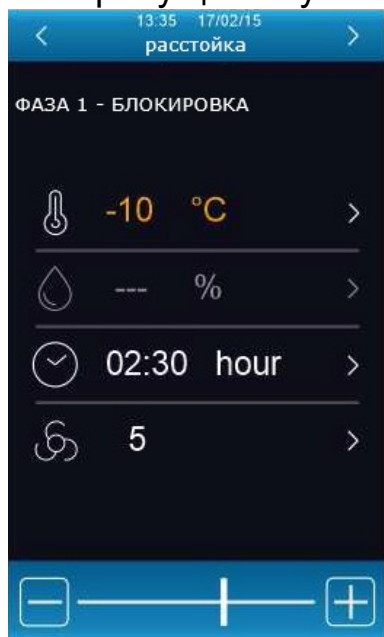 13:35 17/02/15
расстойка
ФАЗА 1 - БЛОКИРОВКА
-10 °C
--- %
02:30 hour
5